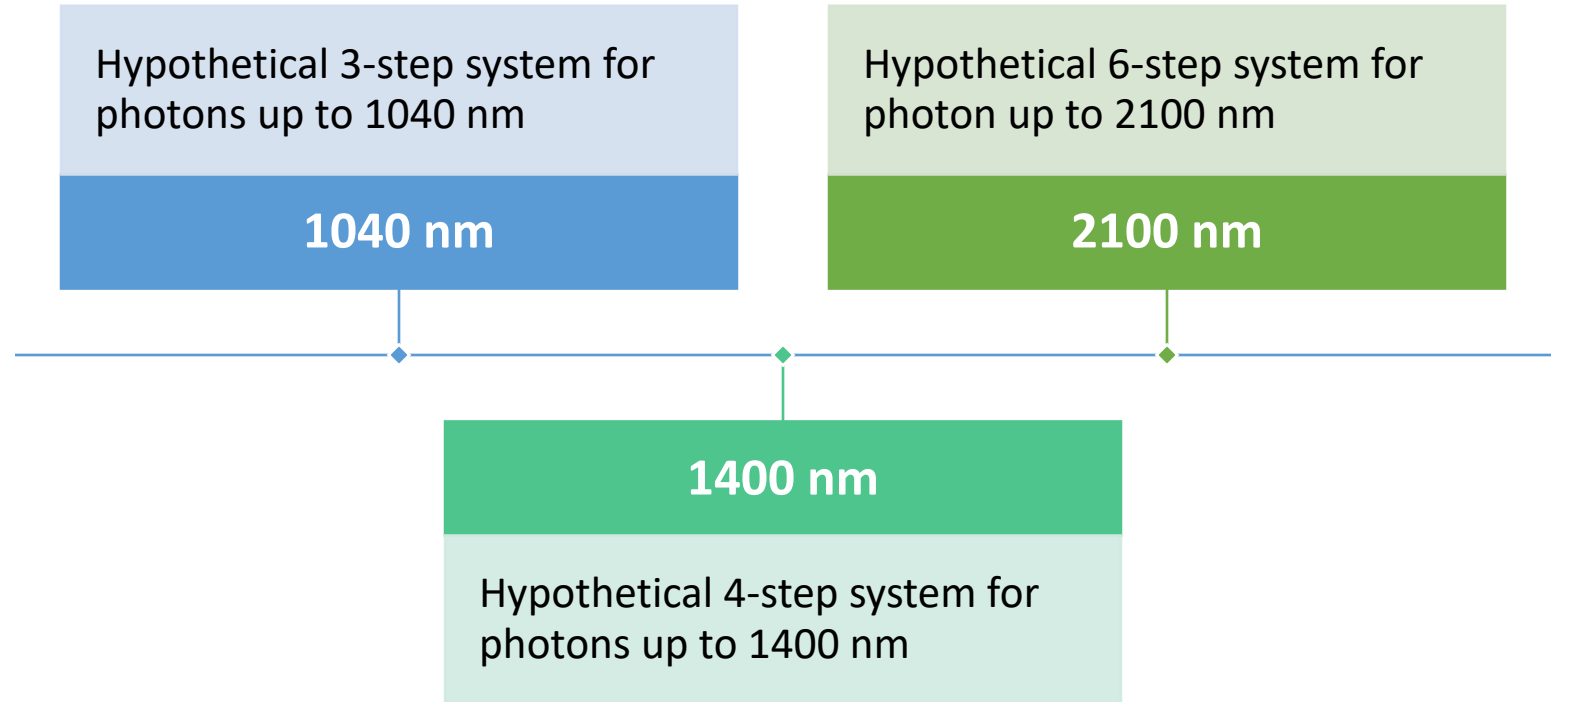 Hypothetical 3-step system for
photons up to 1040 nm
1040 nm
Hypothetical 6-step system for
photon up to 2100 nm
2100 nm
1400 nm
Hypothetical 4-step system for
photons up to 1400 nm